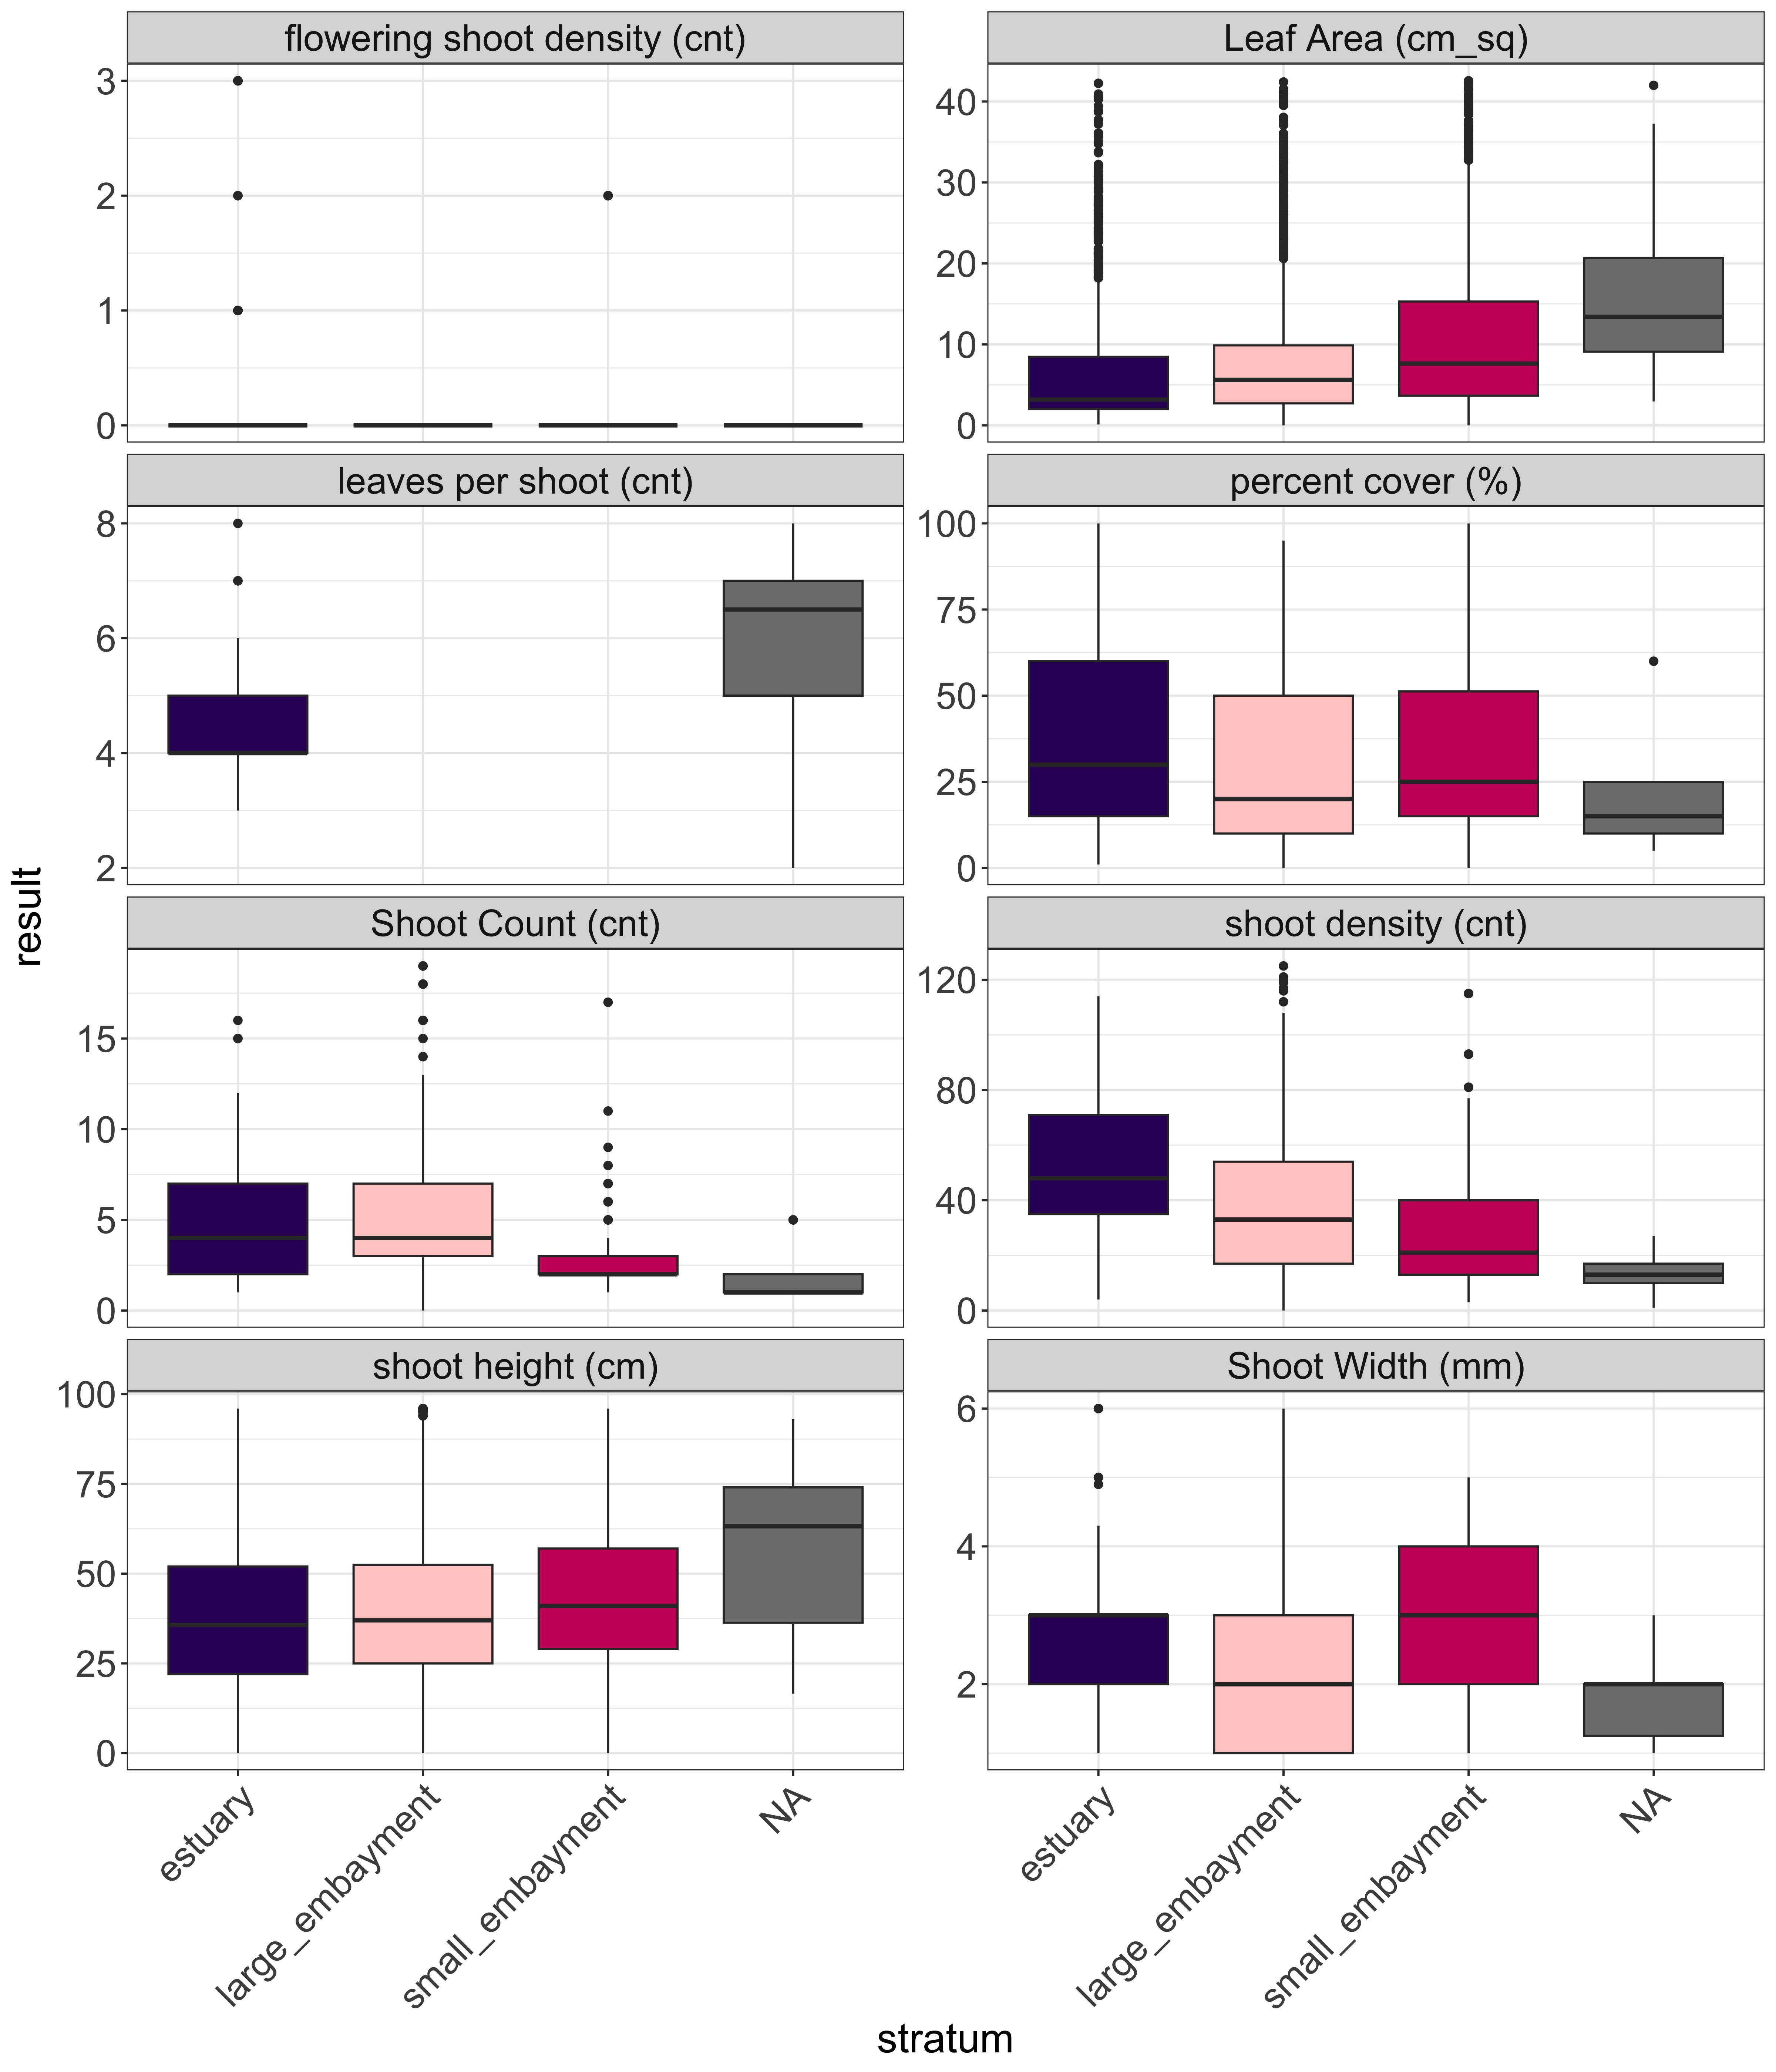 flowering shoot density (cnt)
3
2
1
0
Leaf Area (cm_sq)
40
30
20
10
0
leaves per shoot (cnt)
8
6
4
2
percent cover (%)
100
75
50
25
0
Shoot Count (cnt)
15
10
5
0
shoot density (cnt)
120
80
40
0
shoot height (cm)
100
75
50
25
0
Shoot Width (mm)
6
4
2
result
estuary
large_embayment
small_embayment
NA
estuary
large_embayment
small_embayment
NA
stratum